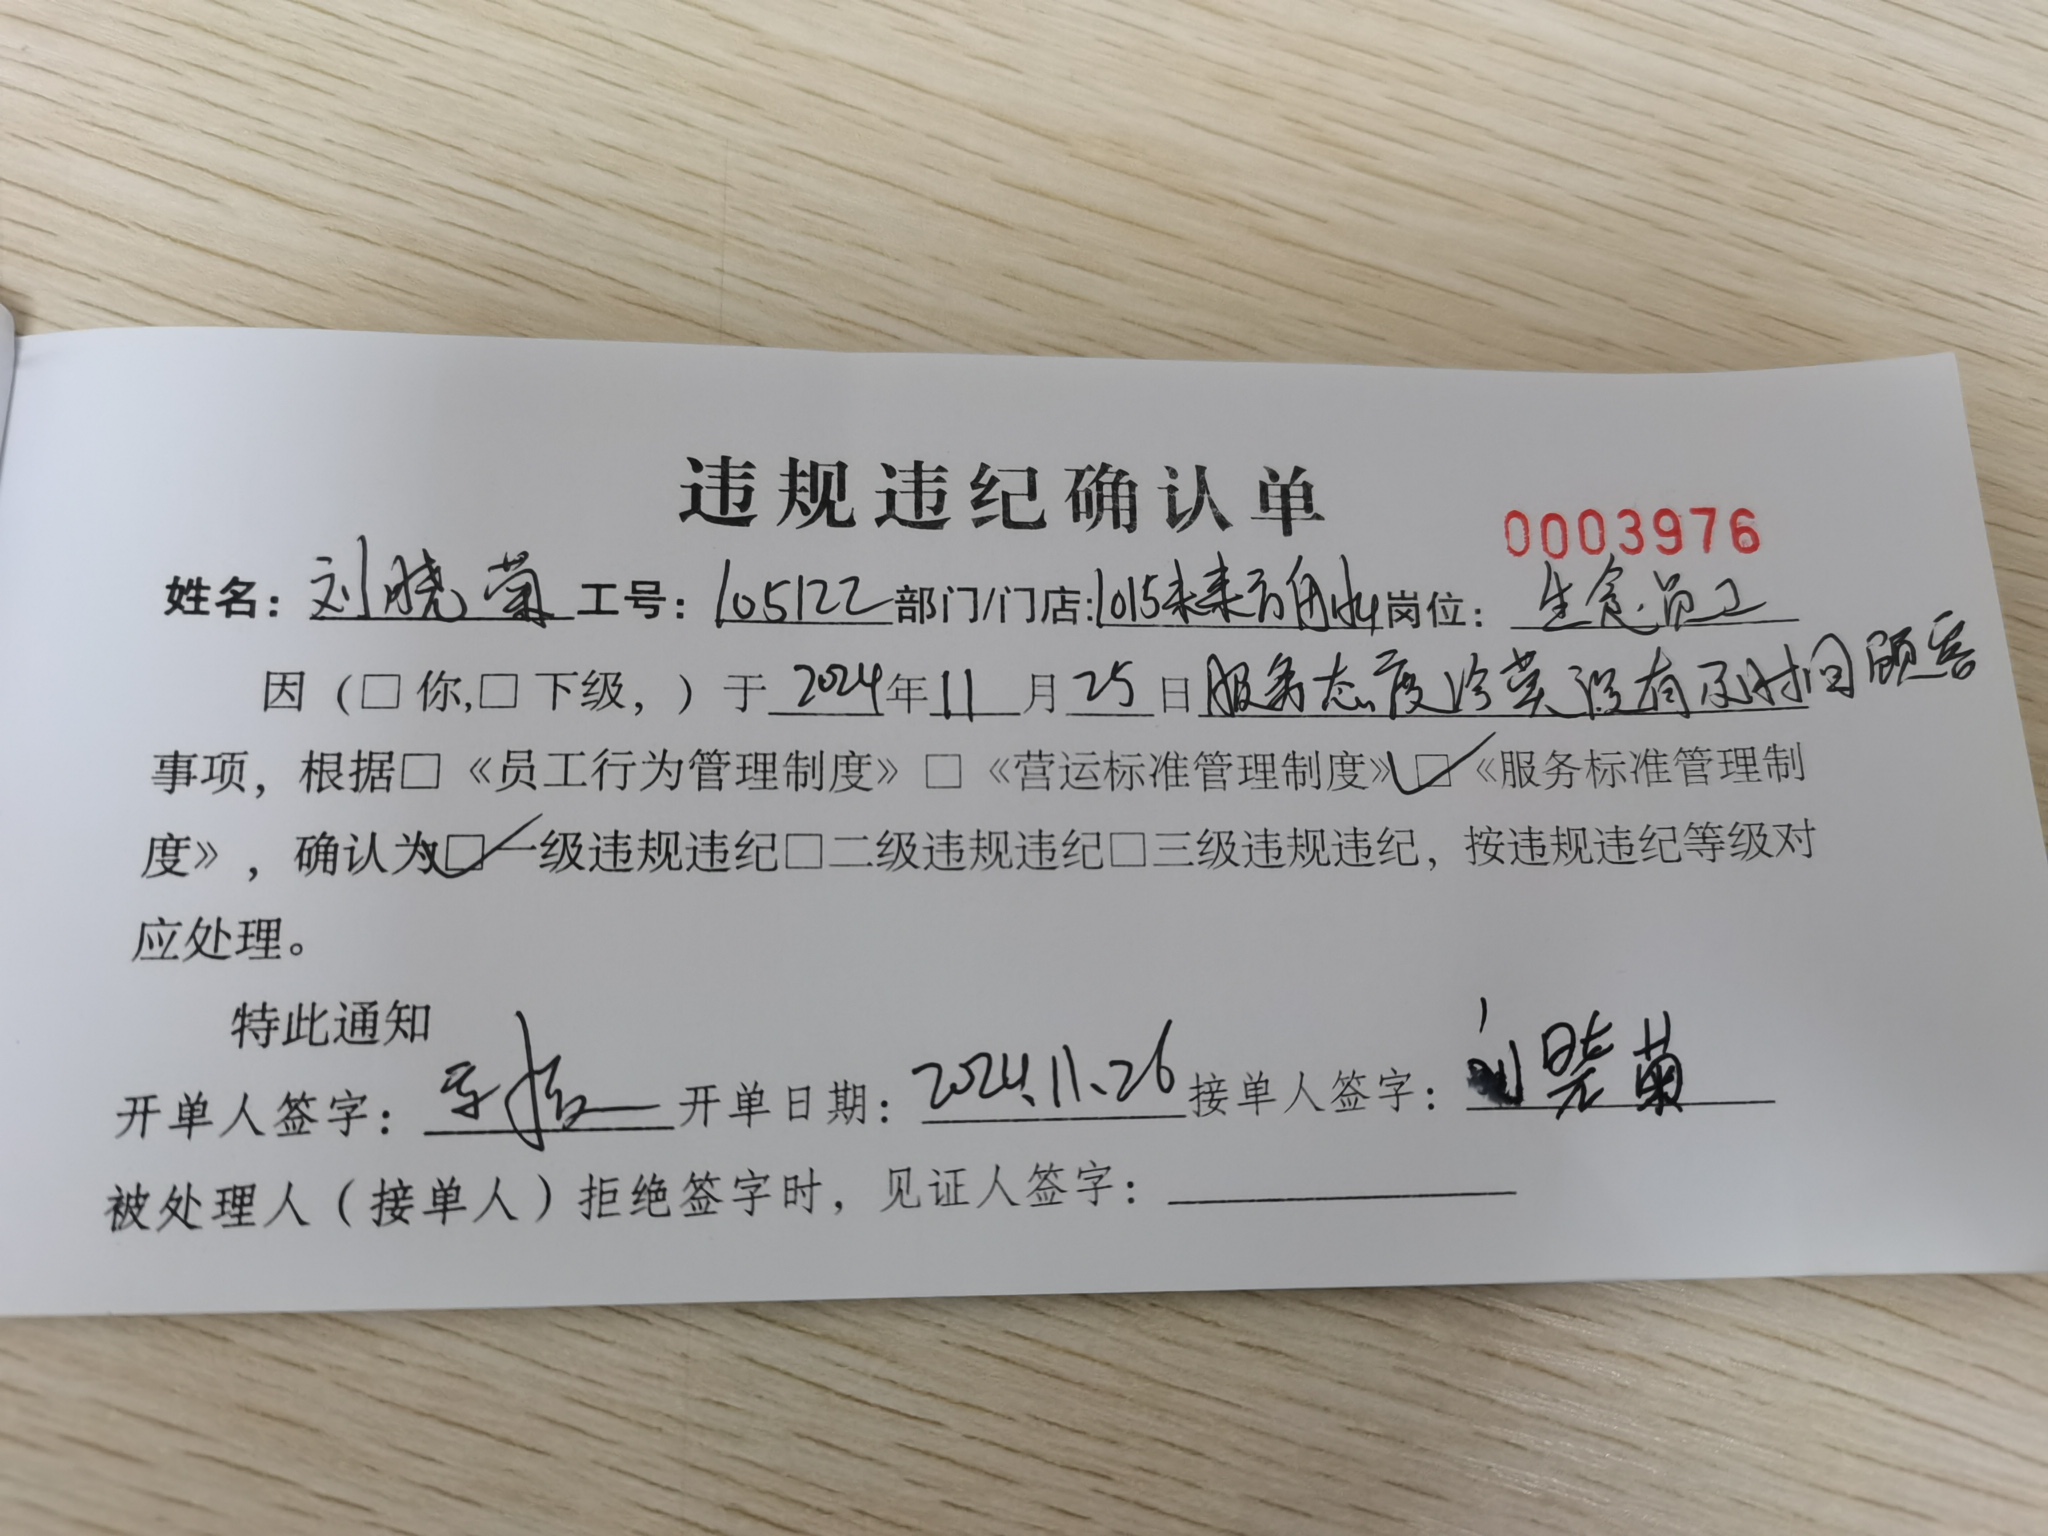 违规违纪确认单
0003976
姓名：刘晓菊 工号：105122 部门/门店:1015未来方舟 岗位：生食员工
因（□你,□下级，）于2024年11月25日服务态度冷莫没有及时回顾客
事项，根据□《员工行为管理制度》□《营运标准管理制度》☑《服务标准管理制
度》，确认为☑一级违规违纪□二级违规违纪□三级违规违纪，按违规违纪等级对
应处理。
特此通知
开单人签字： 开单日期：2024.11.26 接单人签字：刘晓菊
被处理人（接单人）拒绝签字时，见证人签字：